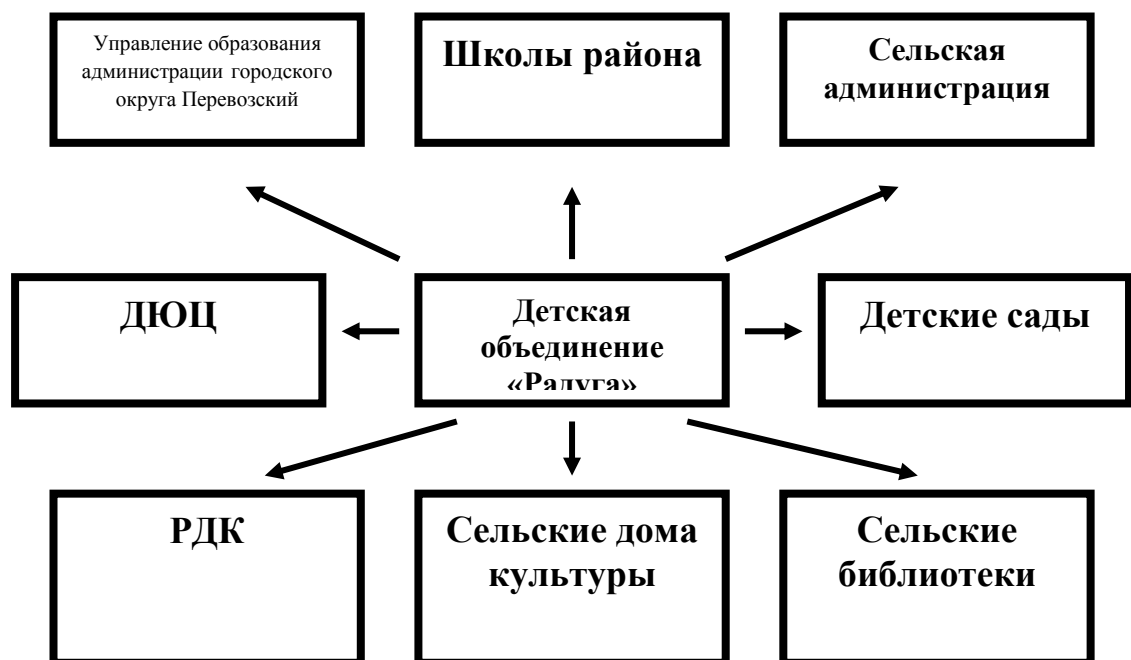 Управление образования
администрации городского
округа Перевозский
Школы района
Сельская
администрация
ДЮЦ
Детская
объединение
«Радуга»
Детские сады
РДК
Сельские дома
культуры
Сельские
библиотеки